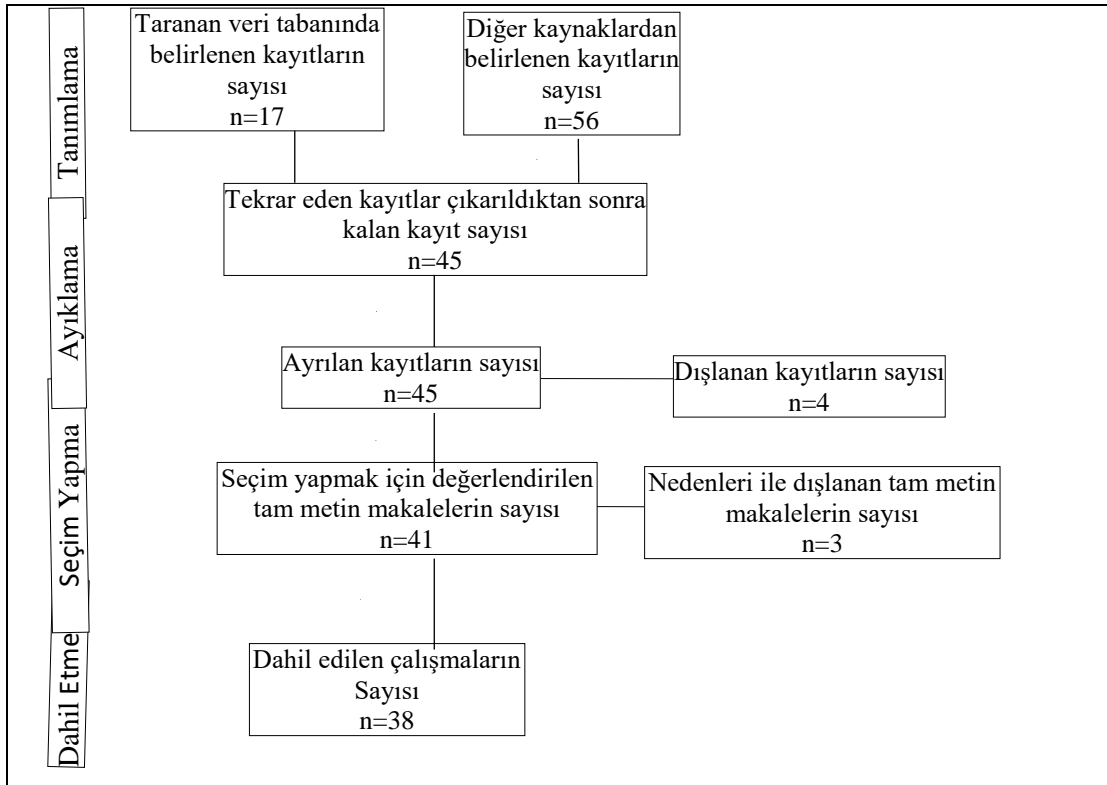 Tanımlama
Taranan veri tabanında
belirlenen kayıtların
sayısı
n=17
Diğer kaynaklardan
belirlenen kayıtların
sayısı
n=56
Tekrar eden kayıtlar çıkarıldıktan sonra
kalan kayıt sayısı
n=45
Ayıklama
Ayrılan kayıtların sayısı
n=45
Dışlanan kayıtların sayısı
n=4
Seçim Yapma
Seçim yapmak için değerlendirilen
tam metin makalelerin sayısı
n=41
Nedenleri ile dışlanan tam metin
makalelerin sayısı
n=3
Dahil Etme
Dahil edilen çalışmaların
Sayısı
n=38